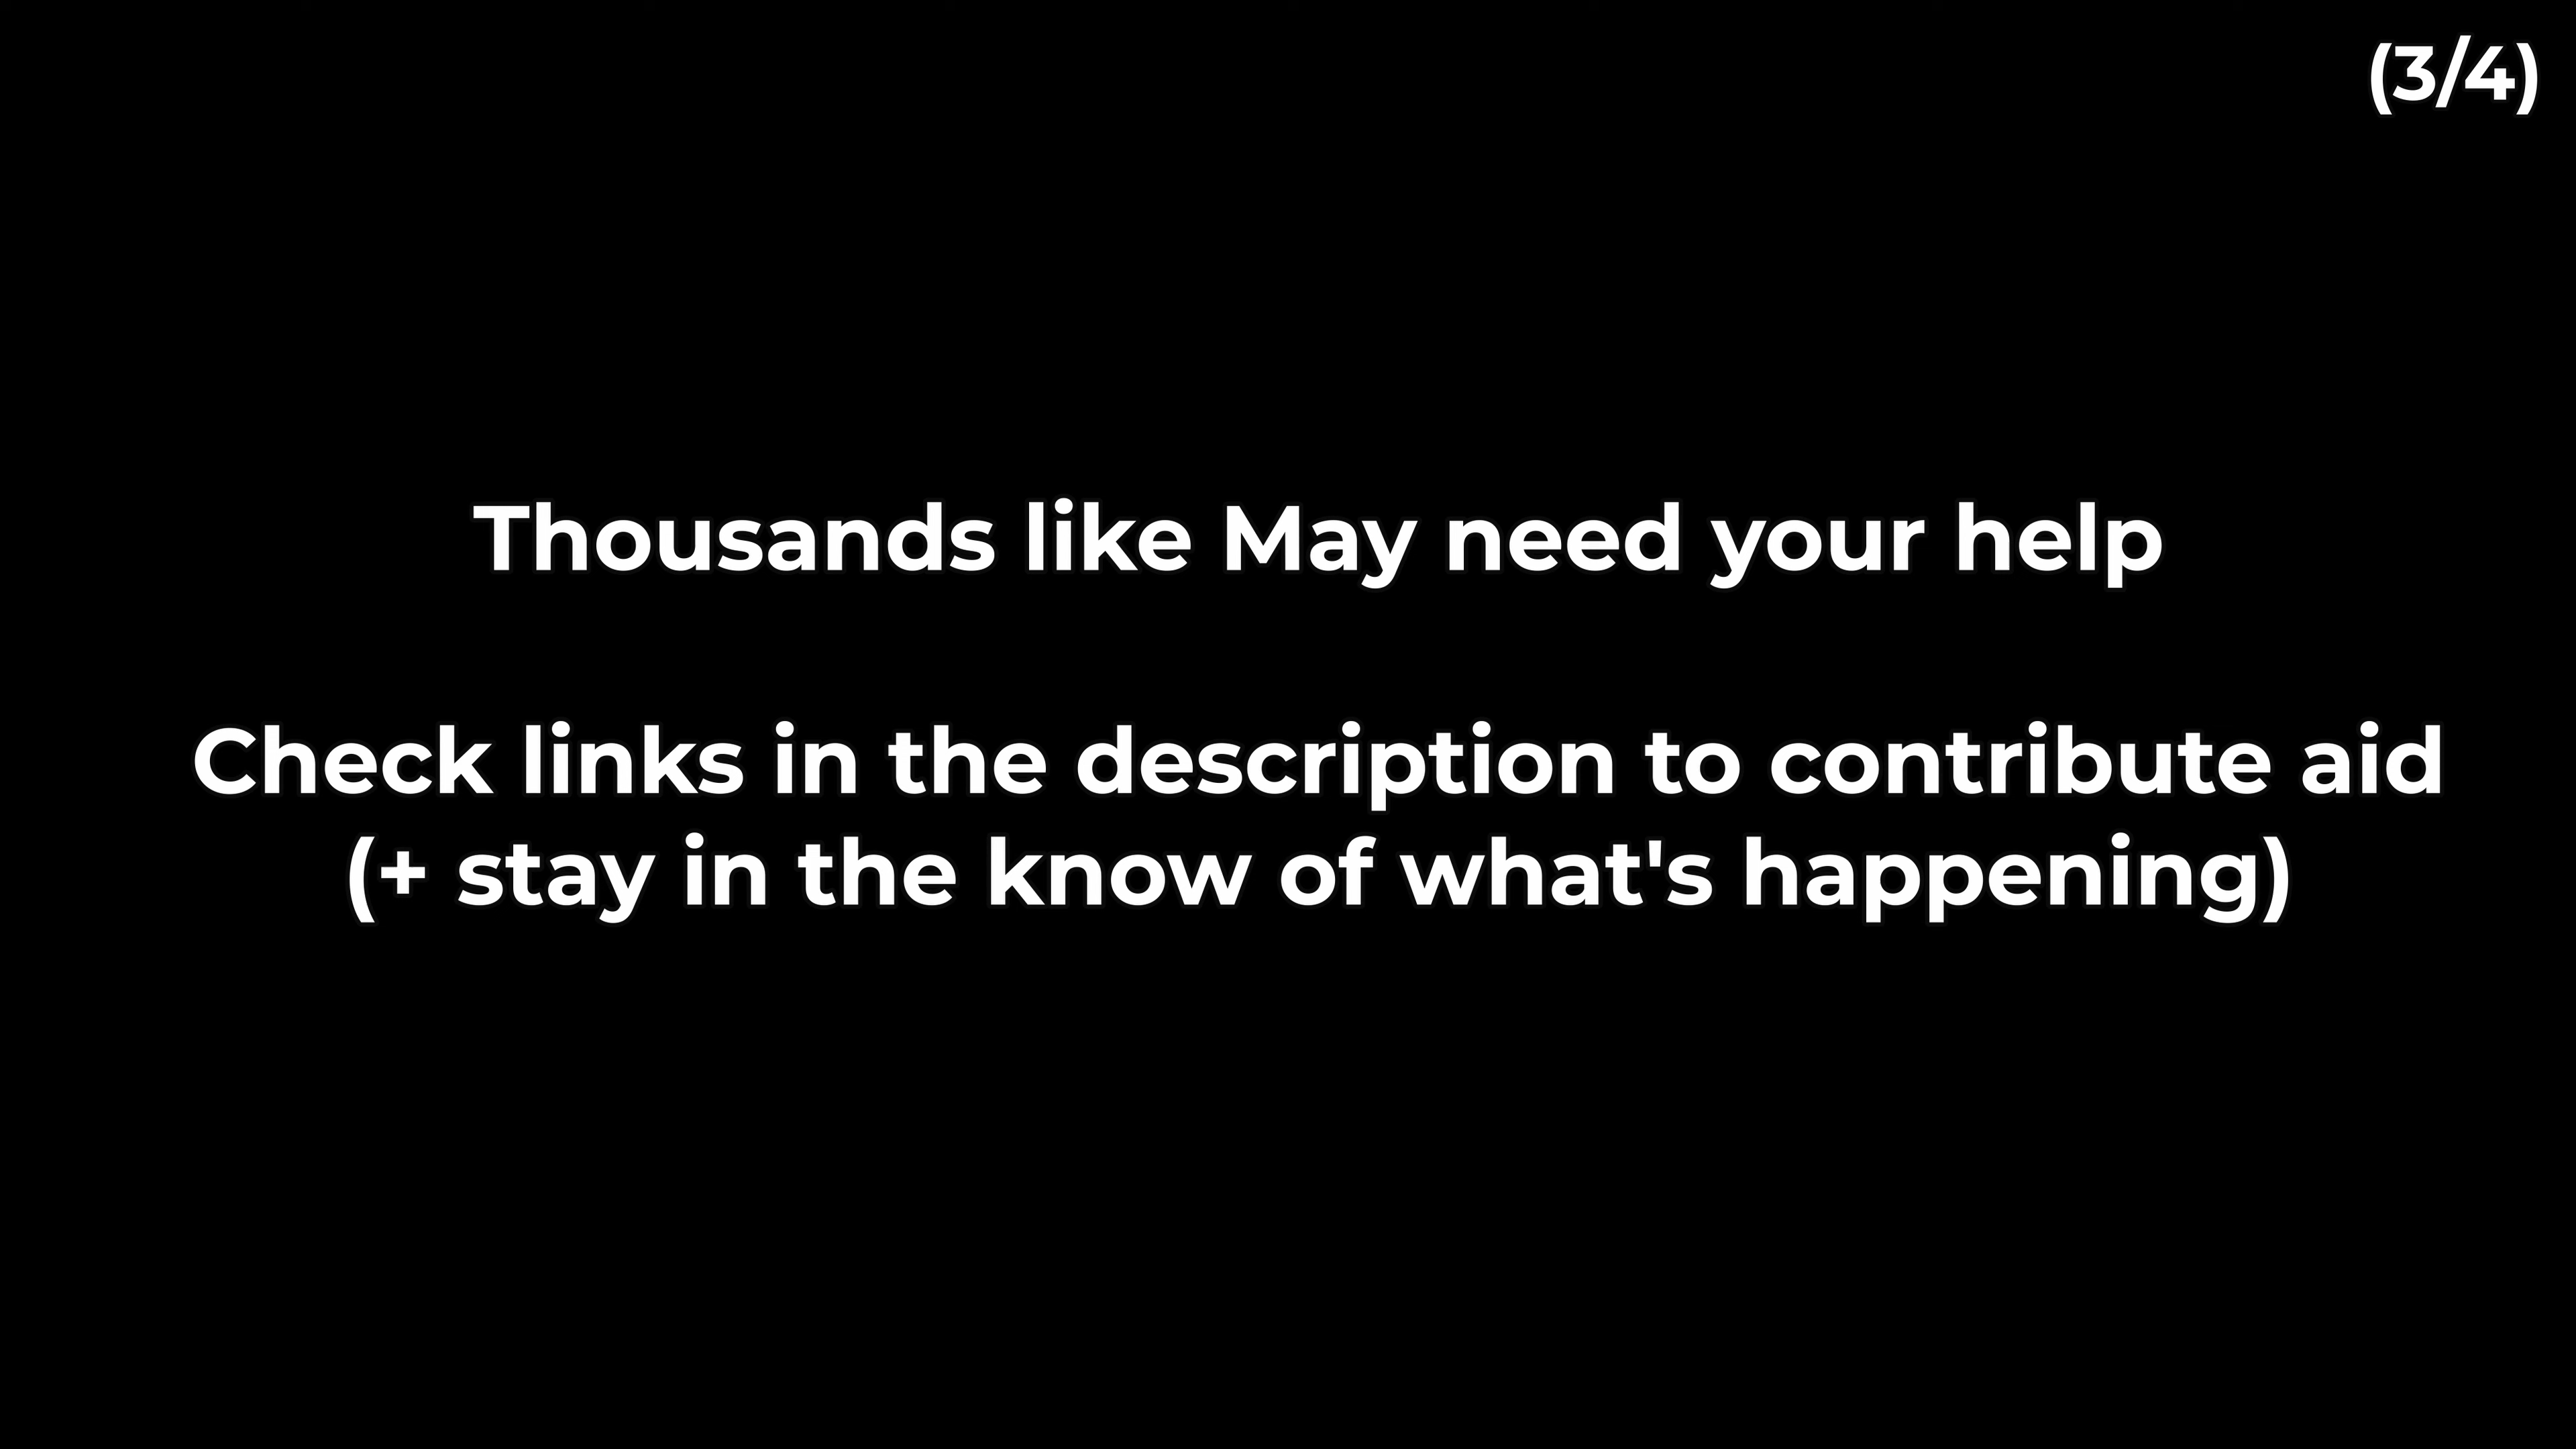 (3/4)
Thousands like May need your help
Check links in the description to contribute aid
(+ stay in the know of what's happening)